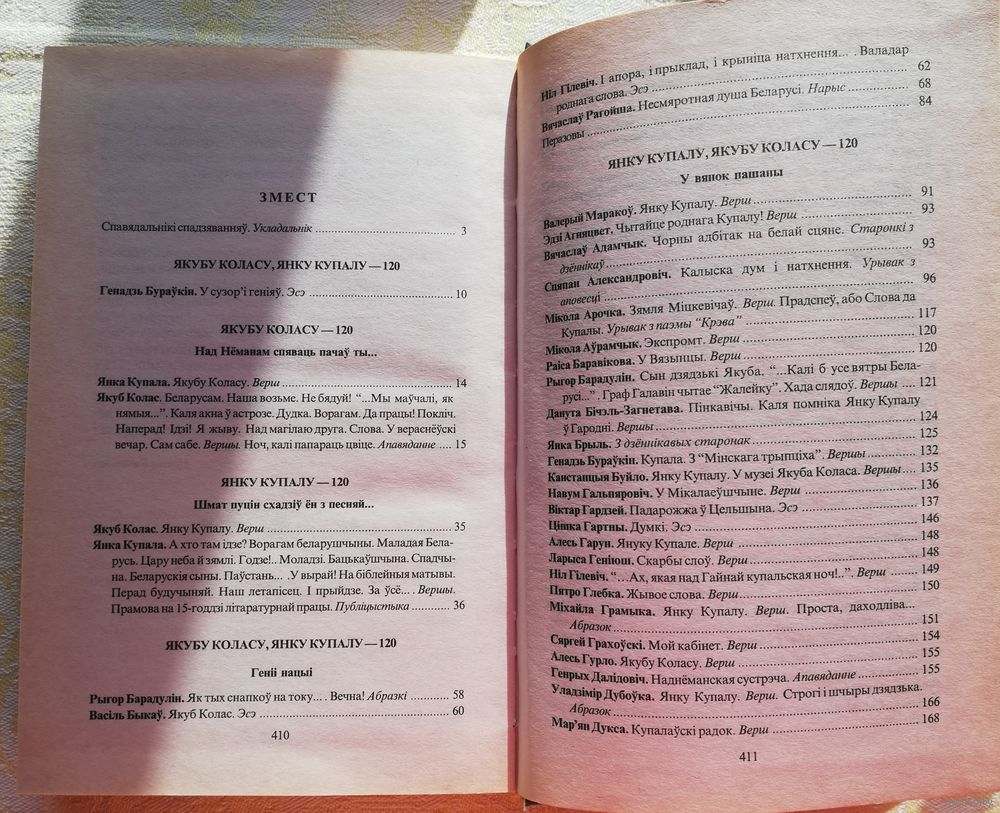 ЗМЕСТ
Спавядальнікі спадзяванняў. Укладальнік ........ 3
ЯКУБУ КОЛАСУ, ЯНКУ КУПАЛУ — 120
Генадзь Бураўкін. У сузор’і геніяў. Эсэ ........ 10
ЯКУБУ КОЛАСУ — 120
Над Нёманам спяваць пачаў ты...
Янка Купала. Якубу Коласу. Верш ........ 14
Якуб Колас. Беларусам. Наша возьме. Не бядуй! “...Мы маўчалі, як
нямыя...”. Каля акна ў астрозе. Дудка. Ворагам. Да працы! Покліч.
Наперад! Ідзі! Я жыву. Над магілаю друга. Слова. У вераснёўскі
вечар. Сам сабе. Вершы. Ноч, калі папараць цвіце. Апавяданне .... 15
ЯНКУ КУПАЛУ — 120
Шмат пуцін схадзіў ён з песняй...
Якуб Колас. Янку Купалу. Верш ........ 35
Янка Купала. А хто там ідзе? Ворагам беларушчыны. Маладая Бела-
русь. Цару неба й зямлі. Годзе!.. Моладзі. Бацькаўшчына. Спадчы-
на. Беларускія сыны. Паўстань... .У вырай! На біблейныя матывы.
Перад будучыняй. Наш летапісец. І прыйдзе. За ўсё... .Вершы.
Прамова на 15-годдзі літаратурнай працы. Публіцыстыка ........ 36
ЯКУБУ КОЛАСУ, ЯНКУ КУПАЛУ — 120
Геніі нацыі
Рыгор Барадулін. Як тых снапкоў на току... . Вечна! Абразкі ........ 58
Васіль Быкаў. Якуб Колас. Эсэ ........ 60
410
Ніл Гілевіч. І апора, і прыклад, і крыніца натхнення... . Валадар
роднага слова. Эсэ ........ 62
Вячаслаў Рагойша. Несмяротная душа Беларусі. Нарыс ........ 68
Перазовы ........ 84
ЯНКУ КУПАЛУ, ЯКУБУ КОЛАСУ — 120
У вянок пашаны
Валерый Маракоў. Янку Купалу. Верш ........ 91
Эдзі Агняцвет. Чытайце роднага Купалу! Верш ........ 93
Вячаслаў Адамчык. Чорны адбітак на белай сцяне. Старонкі з
дзённікаў ........ 93
Сцяпан Александровіч. Калыска дум і натхнення. Урывак з
аповесці ........ 96
Мікола Арочка. Зямля Міцкевічаў. Верш. Прадспеў, або Слова да
Купалы. Урывак з паэмы “Крэва” ........ 117
Мікола Аўрамчык. Экспромт. Верш ........ 120
Раіса Баравікова. У Вязынцы. Верш ........ 120
Рыгор Барадулін. Сын дзядзькі Якуба. “...Калі б усе вятры Бела-
русі...”. Граф Галавін чытае “Жалейку”. Хада слядоў. Вершы .... 121
Данута Бічэль-Загнетава. Пінкавічы. Каля помніка Янку Купалу
ў Гародні. Вершы ........ 124
Янка Брыль. З дзённікавых старонак ........ 125
Генадзь Бураўкін. Купала. З “Мінскага трыпціха”. Вершы ........ 132
Канстанцыя Буйло. Янку Купалу. У музеі Якуба Коласа. Вершы.... 135
Навум Гальпяровіч. У Мікалаеўшчыне. Верш ........ 136
Віктар Гардзей. Падарожжа ў Цельшына. Эсэ ........ 137
Цішка Гартны. Думкі. Эсэ ........ 146
Алесь Гарун. Януку Купале. Верш ........ 148
Ларыса Геніюш. Скарбы слоў. Верш ........ 148
Ніл Гілевіч. “...Ах, якая над Гайнай купальская ноч!..”. Верш ........ 149
Пятро Глебка. Жывое слова. Верш ........ 150
Міхайла Грамыка. Янку Купалу. Верш. Проста, даходліва...
Абразок ........ 151
Сяргей Грахоўскі. Мой кабінет. Верш ........ 154
Алесь Гурло. Якубу Коласу. Верш ........ 155
Генрых Далідовіч. Наднёманская сустрэча. Апавяданне ........ 155
Уладзімір Дубоўка. Янку Купалу. Верш. Строгі і шчыры дзядзька.
Абразок ........ 166
Мар’ян Дукса. Купалаўскі радок. Верш ........ 168
411